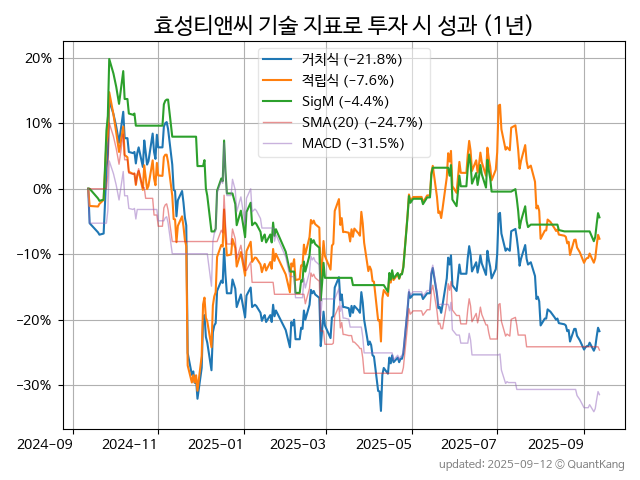 효성티앤씨 기술 지표로 투자 시 성과 (1년)
거치식 (−21.8%)
적립식 (−7.6%)
SigM (−4.4%)
SMA(20) (−24.7%)
MACD (−31.5%)
20%
10%
0%
−10%
−20%
−30%
2024-09 2024-11 2025-01 2025-03 2025-05 2025-07 2025-09
updated: 2025-09-12 © QuantKang